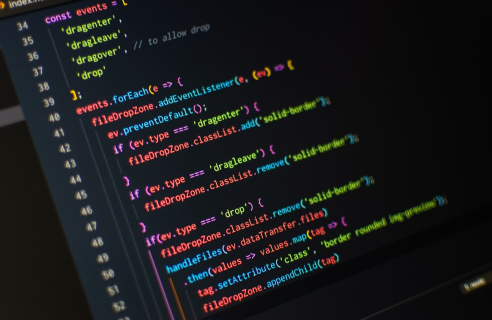 index.h
34 const events = [
35 'dragenter',
36 'dragleave',
37 'dragover', // to allow drop
38 'drop'
39 ];
40 events.forEach(e => {
41 fileDropZone.addEventListener(e, (ev) => {
42 ev.preventDefault();
43 if (ev.type === 'dragenter') {
44 fileDropZone.classList.add('solid-border');
45 }
46 if (ev.type === 'dragleave') {
47 fileDropZone.classList.remove('solid-border');
48 }
49 if(ev.type === 'drop') {
50 fileDropZone.classList.remove('solid-border');
51 handleFiles(ev.dataTransfer.files)
52 .then(values => values.map(tag => {
tag.setAttribute('class', 'border rounded img-preview');
fileDropZone.appendChild(tag)